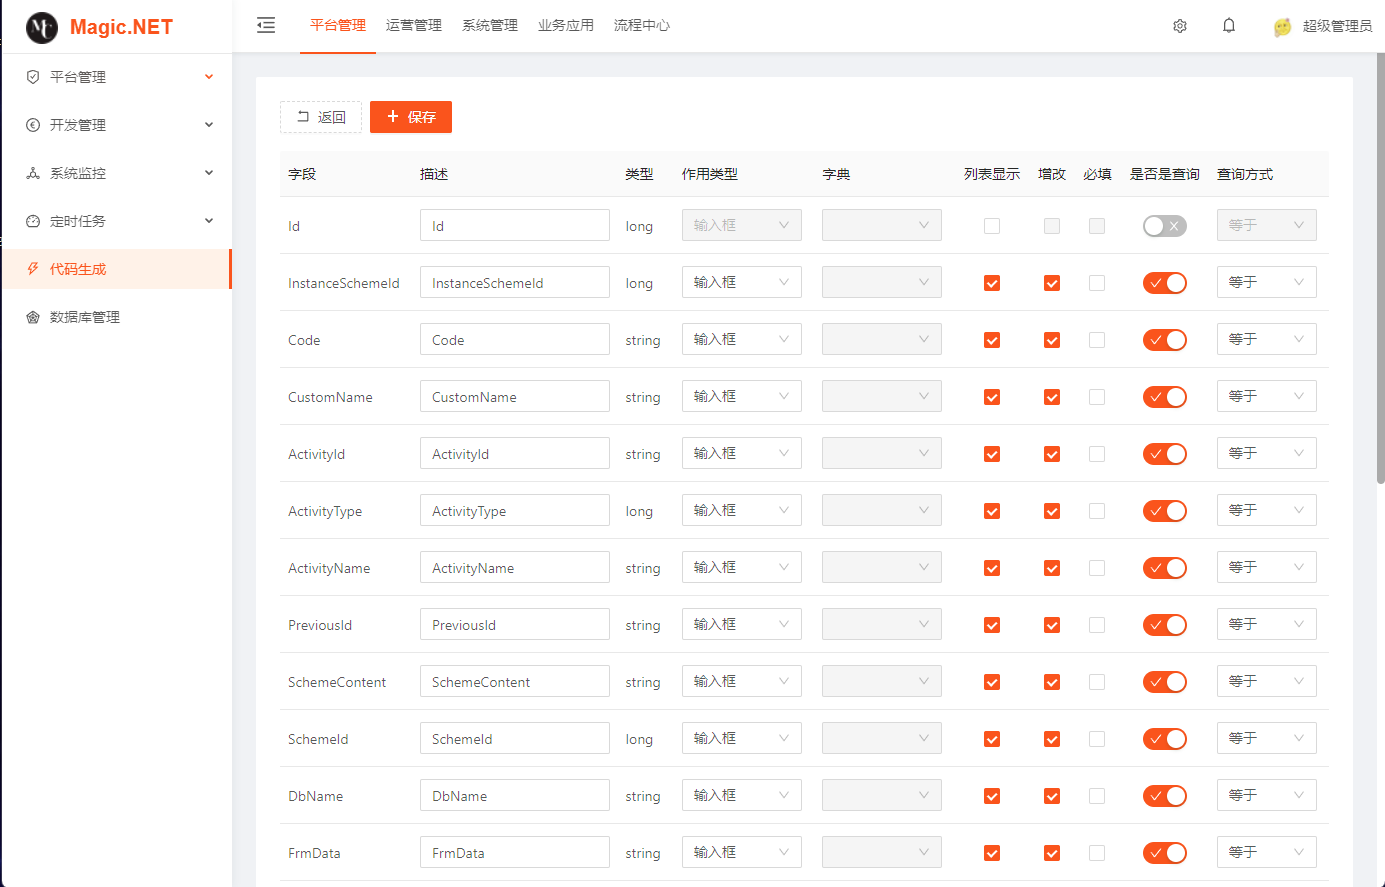 Magic.NET
平台管理 运营管理 系统管理 业务应用 流程中心 超级管理员
平台管理
开发管理
系统监控
定时任务
代码生成
数据库管理
返回 保存
字段 描述 类型 作用类型 字典 列表显示 增改 必填 是否是查询 查询方式
Id Id long 输入框 等于
InstanceSchemeId InstanceSchemeId long 输入框 等于
Code Code string 输入框 等于
CustomName CustomName string 输入框 等于
ActivityId ActivityId string 输入框 等于
ActivityType ActivityType long 输入框 等于
ActivityName ActivityName string 输入框 等于
PreviousId PreviousId string 输入框 等于
SchemeContent SchemeContent string 输入框 等于
SchemeId SchemeId long 输入框 等于
DbName DbName string 输入框 等于
FrmData FrmData string 输入框 等于